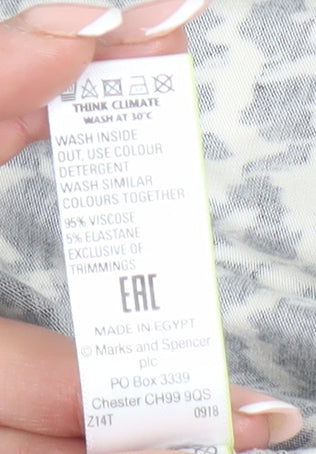 THINK CLIMATE
WASH AT 30°C
WASH INSIDE
OUT, USE COLOUR
DETERGENT
WASH SIMILAR
COLOURS TOGETHER
95% VISCOSE
5% ELASTANE
EXCLUSIVE OF
TRIMMINGS
EAC
MADE IN EGYPT
© Marks and Spencer
plc
PO Box 3339
Chester CH99 9QS
Z14T 0918